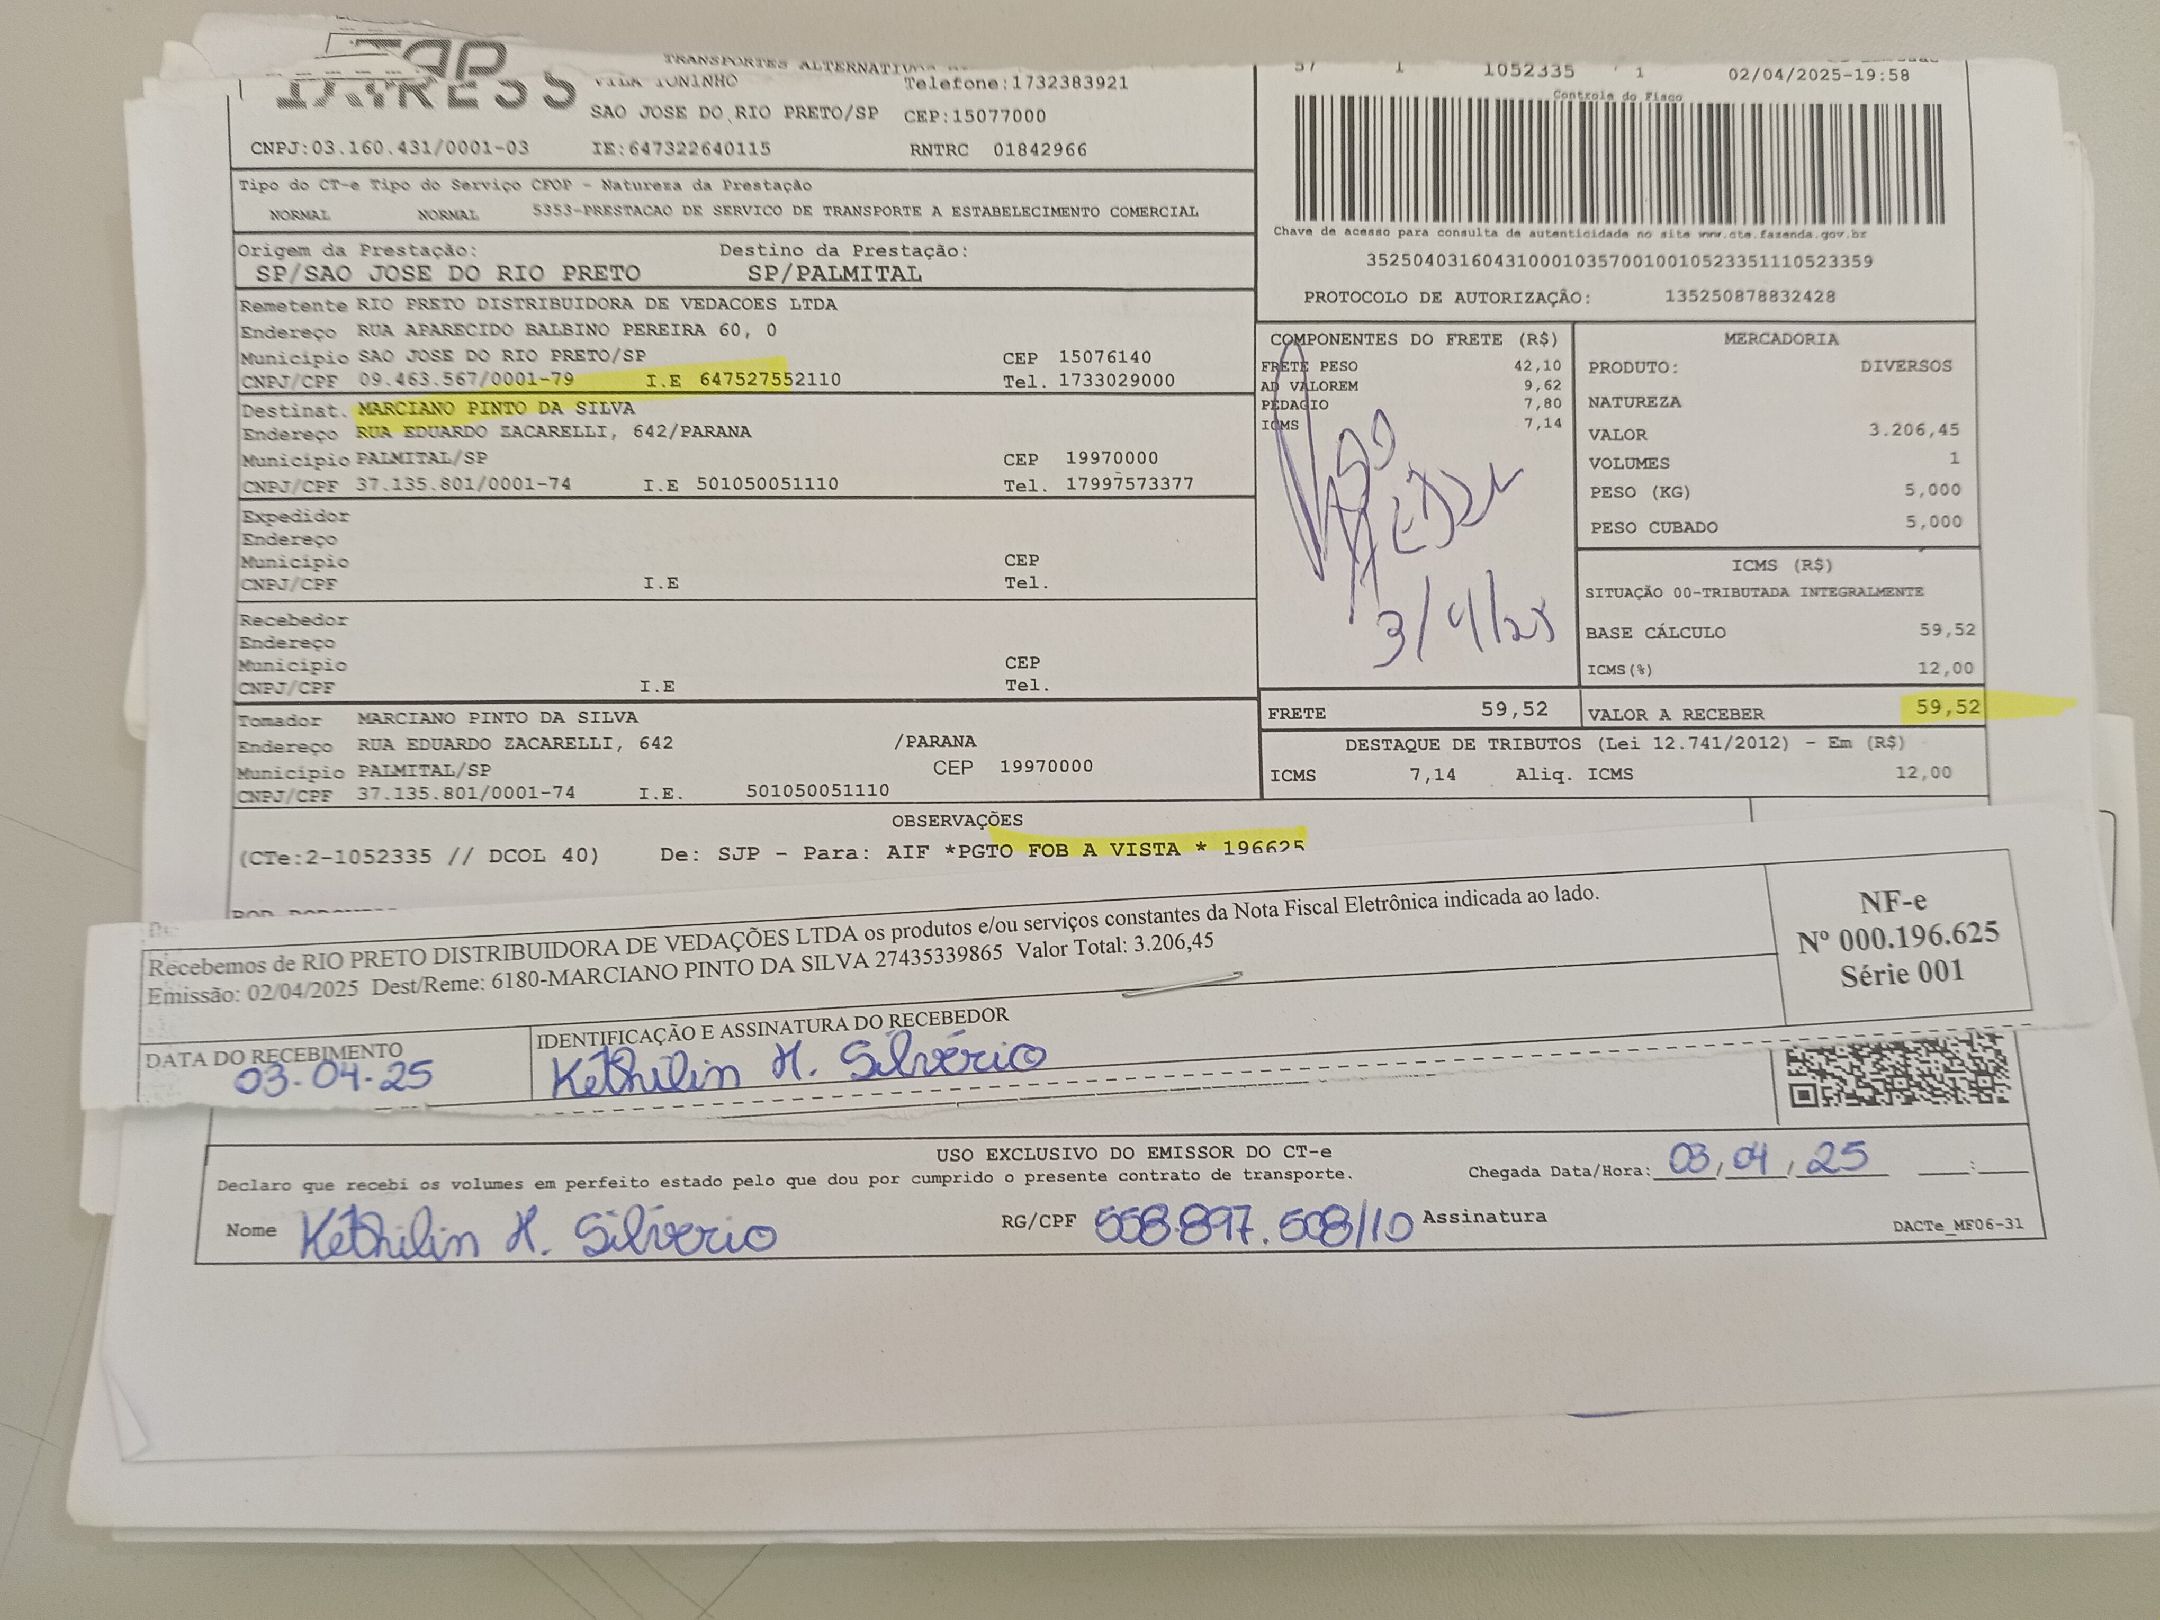 EXPRESS
TRANSPORTES ALTERNATIV
VILA TONINHO Telefone:1732383921
SAO JOSE DO RIO PRETO/SP CEP:15077000
CNPJ:03.160.431/0001-03 IE:647322640115 RNTRC 01842966
57 1 1052335 1 02/04/2025-19:58
Controle do Fisco
Chave de acesso para consulta de autenticidade no site www.cte.fazenda.gov.br
35250403160431000103570010010523351110523359
PROTOCOLO DE AUTORIZAÇÃO: 135250878832428
Tipo do CT-e Tipo do Serviço CFOP - Natureza da Prestação
NORMAL NORMAL 5353-PRESTACAO DE SERVICO DE TRANSPORTE A ESTABELECIMENTO COMERCIAL
Origem da Prestação: Destino da Prestação:
SP/SAO JOSE DO RIO PRETO SP/PALMITAL
Remetente RIO PRETO DISTRIBUIDORA DE VEDACOES LTDA
Endereço RUA APARECIDO BALBINO PEREIRA 60, 0
Município SAO JOSE DO RIO PRETO/SP CEP 15076140
CNPJ/CPF 09.463.567/0001-79 I.E 647527552110 Tel. 1733029000
Destinat. MARCIANO PINTO DA SILVA
Endereço RUA EDUARDO ZACARELLI, 642/PARANA
Município PALMITAL/SP CEP 19970000
CNPJ/CPF 37.135.801/0001-74 I.E 501050051110 Tel. 17997573377
Expedidor
Endereço
Município CEP
CNPJ/CPF I.E Tel.
Recebedor
Endereço
Município CEP
CNPJ/CPF I.E Tel.
Tomador MARCIANO PINTO DA SILVA
Endereço RUA EDUARDO ZACARELLI, 642 /PARANA
Município PALMITAL/SP CEP 19970000
CNPJ/CPF 37.135.801/0001-74 I.E. 501050051110
COMPONENTES DO FRETE (R$)
FRETE PESO 42,10
AD VALOREM 9,62
PEDAGIO 7,80
ICMS 7,14
3/4/25
FRETE 59,52
MERCADORIA
PRODUTO: DIVERSOS
NATUREZA
VALOR 3.206,45
VOLUMES 1
PESO (KG) 5,000
PESO CUBADO 5,000
ICMS (R$)
SITUAÇÃO 00-TRIBUTADA INTEGRALMENTE
BASE CÁLCULO 59,52
ICMS(%) 12,00
VALOR A RECEBER 59,52
DESTAQUE DE TRIBUTOS (Lei 12.741/2012) - Em (R$)
ICMS 7,14 Aliq. ICMS 12,00
OBSERVAÇÕES
(CTe:2-1052335 // DCOL 40) De: SJP - Para: AIF *PGTO FOB A VISTA * 196625
Recebemos de RIO PRETO DISTRIBUIDORA DE VEDAÇÕES LTDA os produtos e/ou serviços constantes da Nota Fiscal Eletrônica indicada ao lado.
Emissão: 02/04/2025 Dest/Reme: 6180-MARCIANO PINTO DA SILVA 27435339865 Valor Total: 3.206,45
NF-e
Nº 000.196.625
Série 001
DATA DO RECEBIMENTO
03.04.25
IDENTIFICAÇÃO E ASSINATURA DO RECEBEDOR
Kethilin H. Silvério
USO EXCLUSIVO DO EMISSOR DO CT-e
Declaro que recebi os volumes em perfeito estado pelo que dou por cumprido o presente contrato de transporte.
Chegada Data/Hora: 03/04/25 __:__
Nome Kethilin H. Silvério RG/CPF 558.897.508/10 Assinatura
DACTe_MF06-31